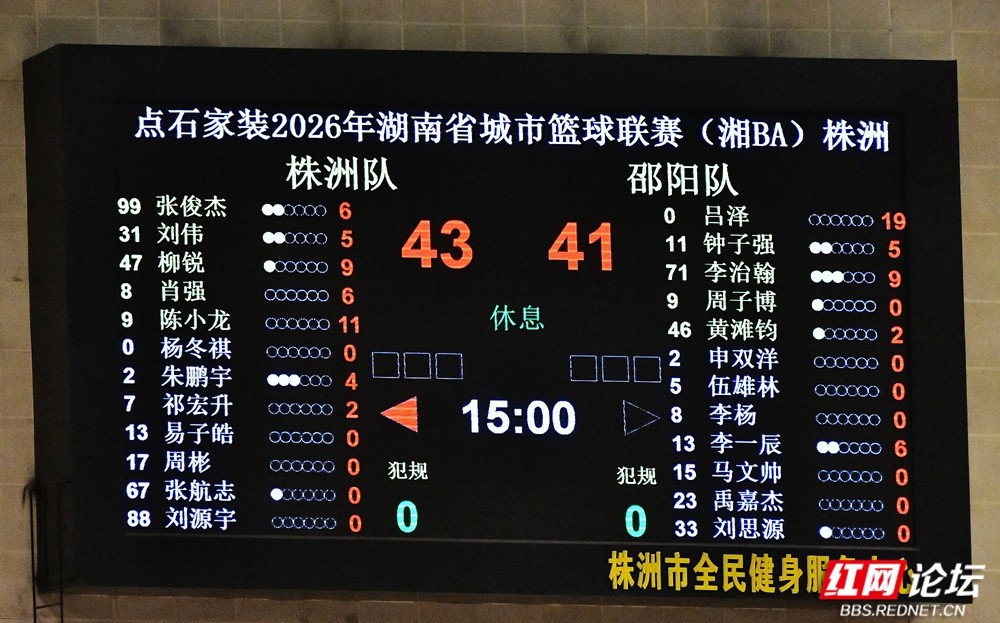 点石家装2026年湖南省城市篮球联赛（湘BA）株洲
株洲队
99 张俊杰 6
31 刘伟 5
47 柳锐 9
8 肖强 6
9 陈小龙 11
0 杨冬祺 0
2 朱鹏宇 4
7 祁宏升 2
13 易子皓 0
17 周彬 0
67 张航志 0
88 刘源宇 0
43 41
休息
15:00
犯规 犯规
0 0
邵阳队
0 吕泽 19
11 钟子强 5
71 李治翰 9
9 周子博 0
46 黄滩钧 2
2 申双洋 0
5 伍雄林 0
8 李杨 0
13 李一辰 6
15 马文帅 0
23 禹嘉杰 0
33 刘思源 0
株洲市全民健身服
红网论坛
BBS.REDNET.CN